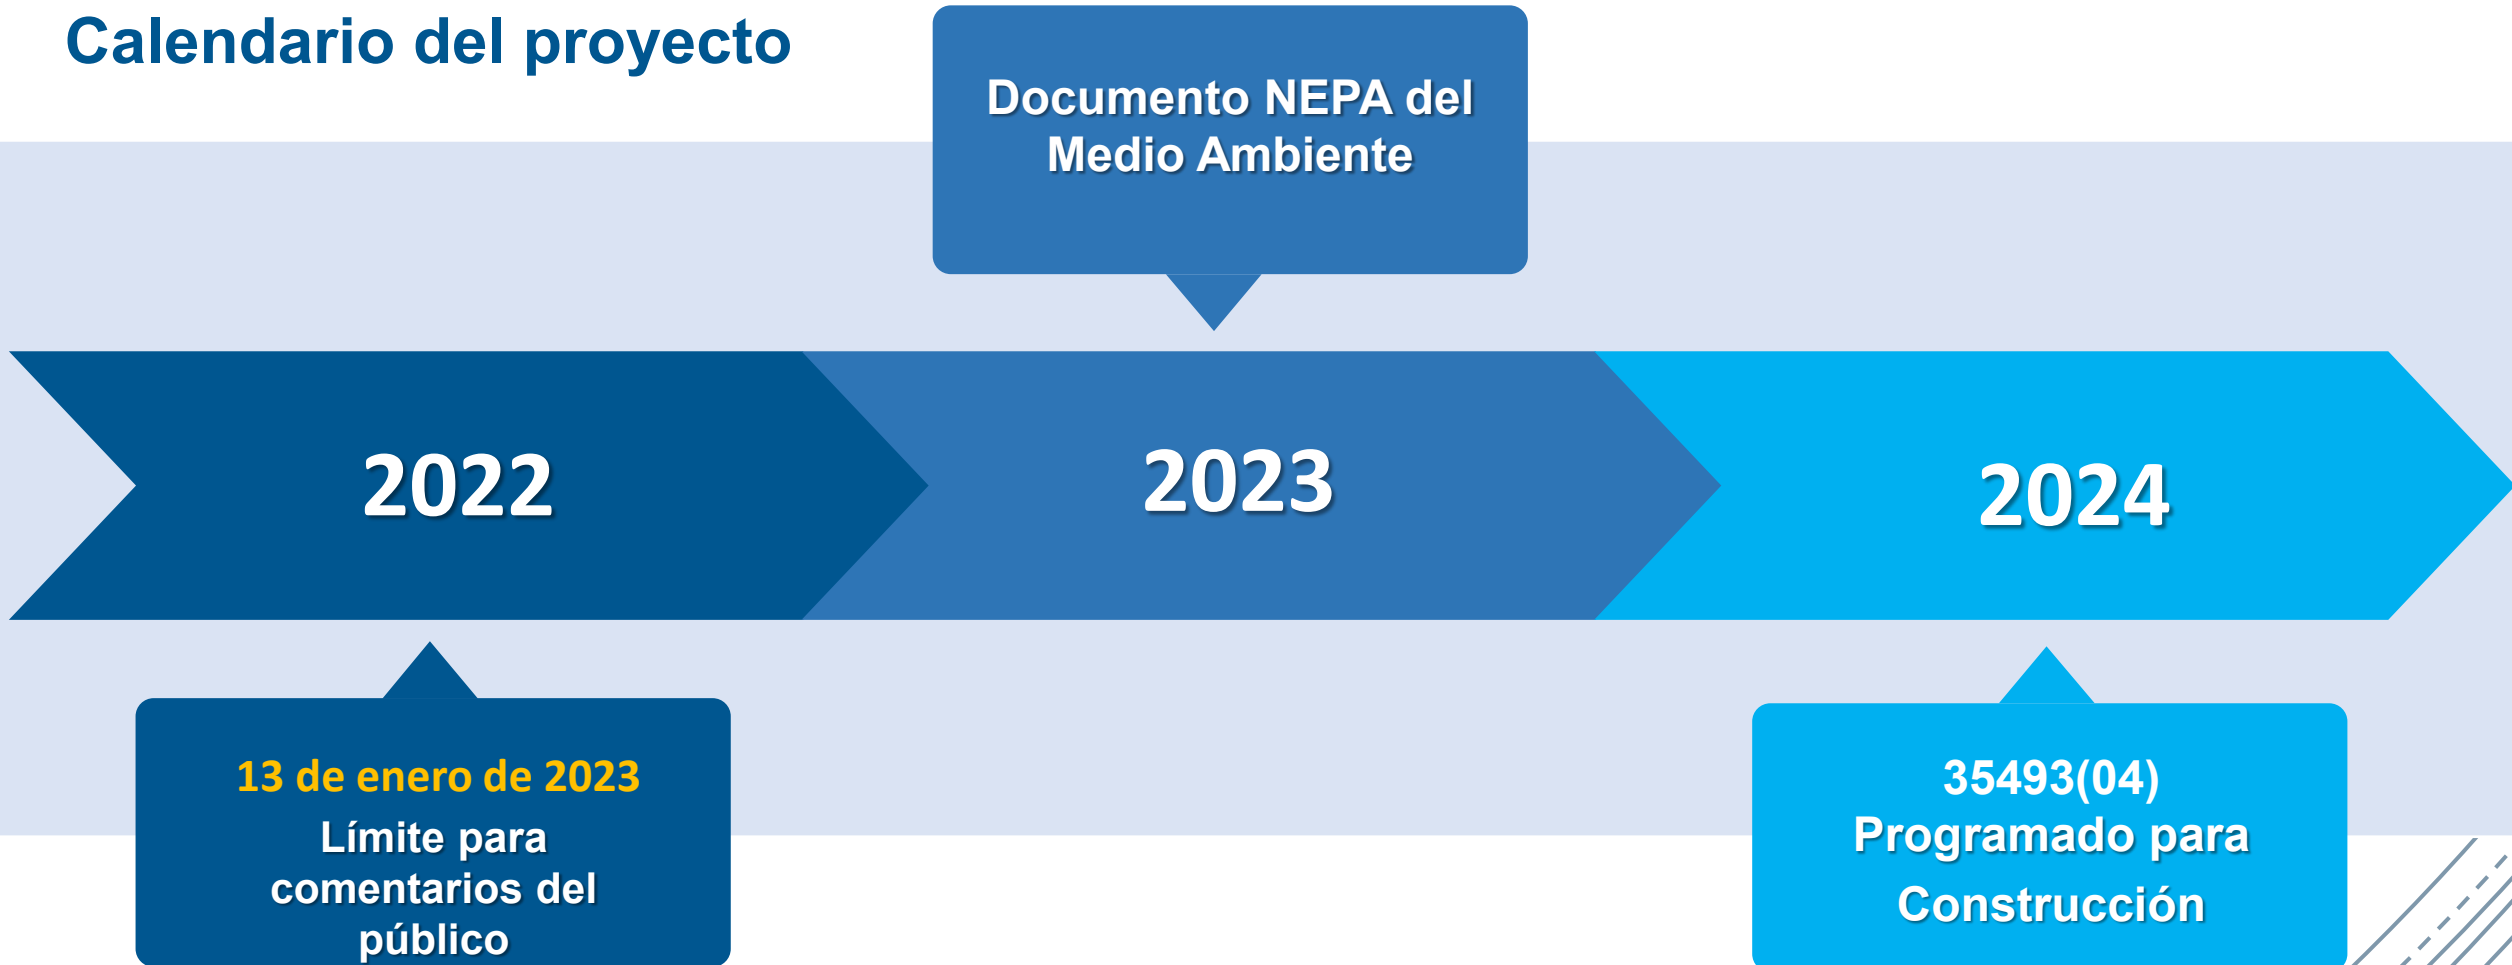 Calendario del proyecto
Documento NEPA del
Medio Ambiente
2022
2023
2024
13 de enero de 2023
Límite para
comentarios del
público
35493(04)
Programado para
Construcción